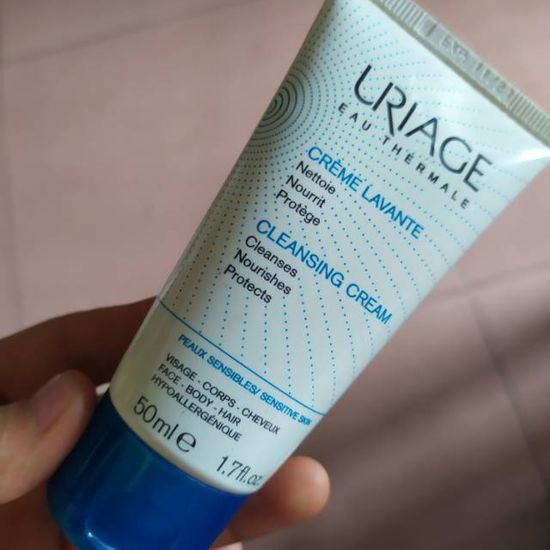 URIAGE
EAU THERMALE
CRÈME LAVANTE
Nettoie
Nourrit
Protège
CLEANSING CREAM
Cleanses
Nourishes
Protects
PEAUX SENSIBLES/ SENSITIVE SKIN
VISAGE - CORPS - CHEVEUX
FACE - BODY - HAIR
HYPOALLERGÉNIQUE
50ml e
1.7fl.oz.